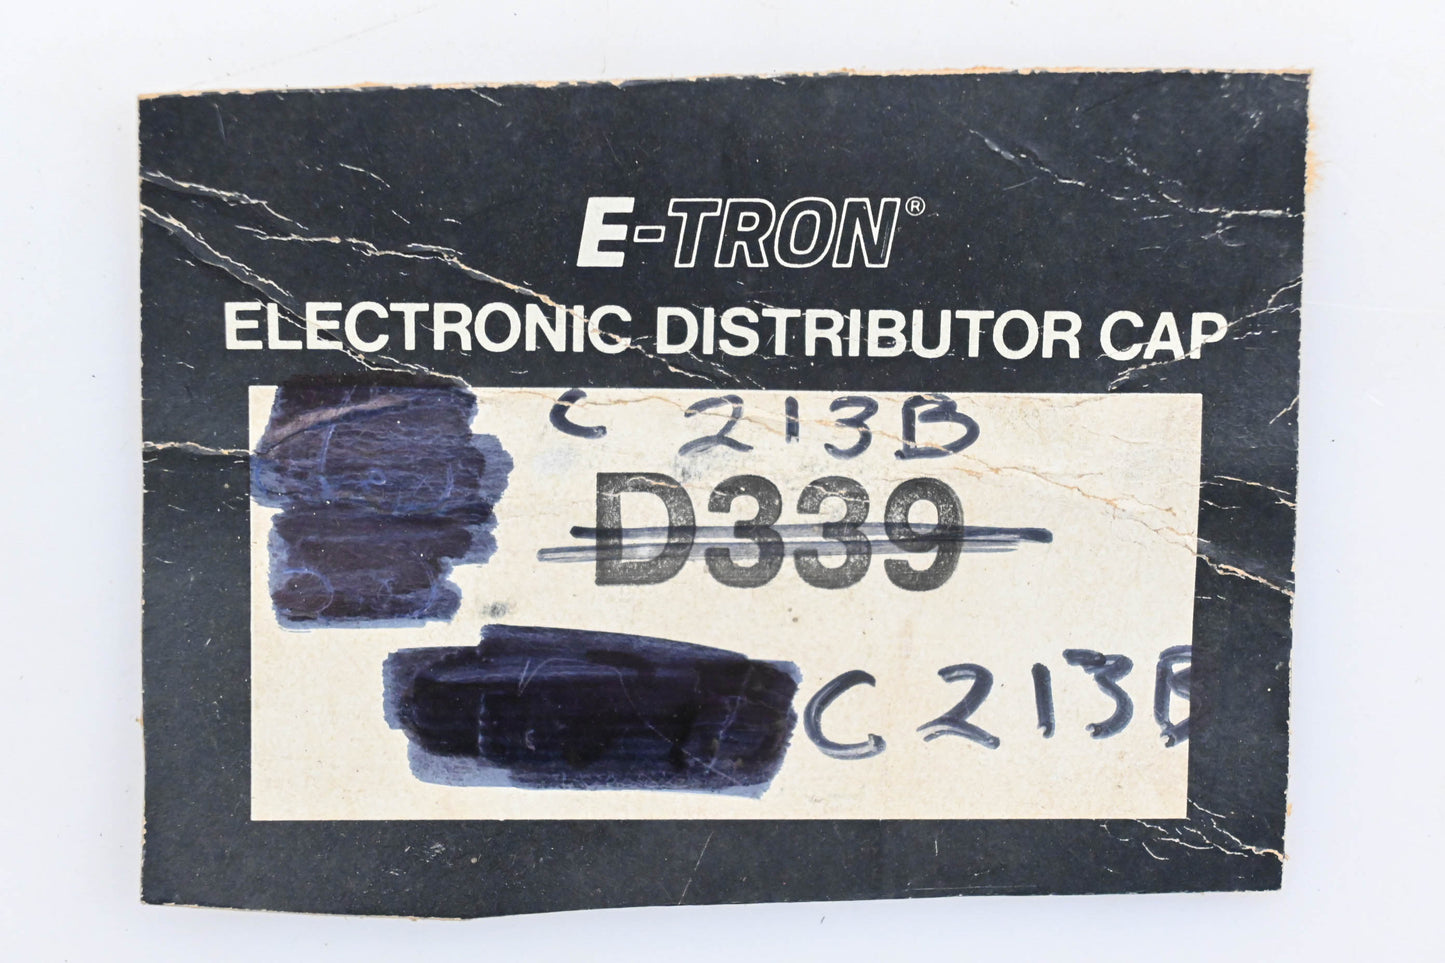 E-TRON®
ELECTRONIC DISTRIBUTOR CAP
C 213B
D339
C 213B